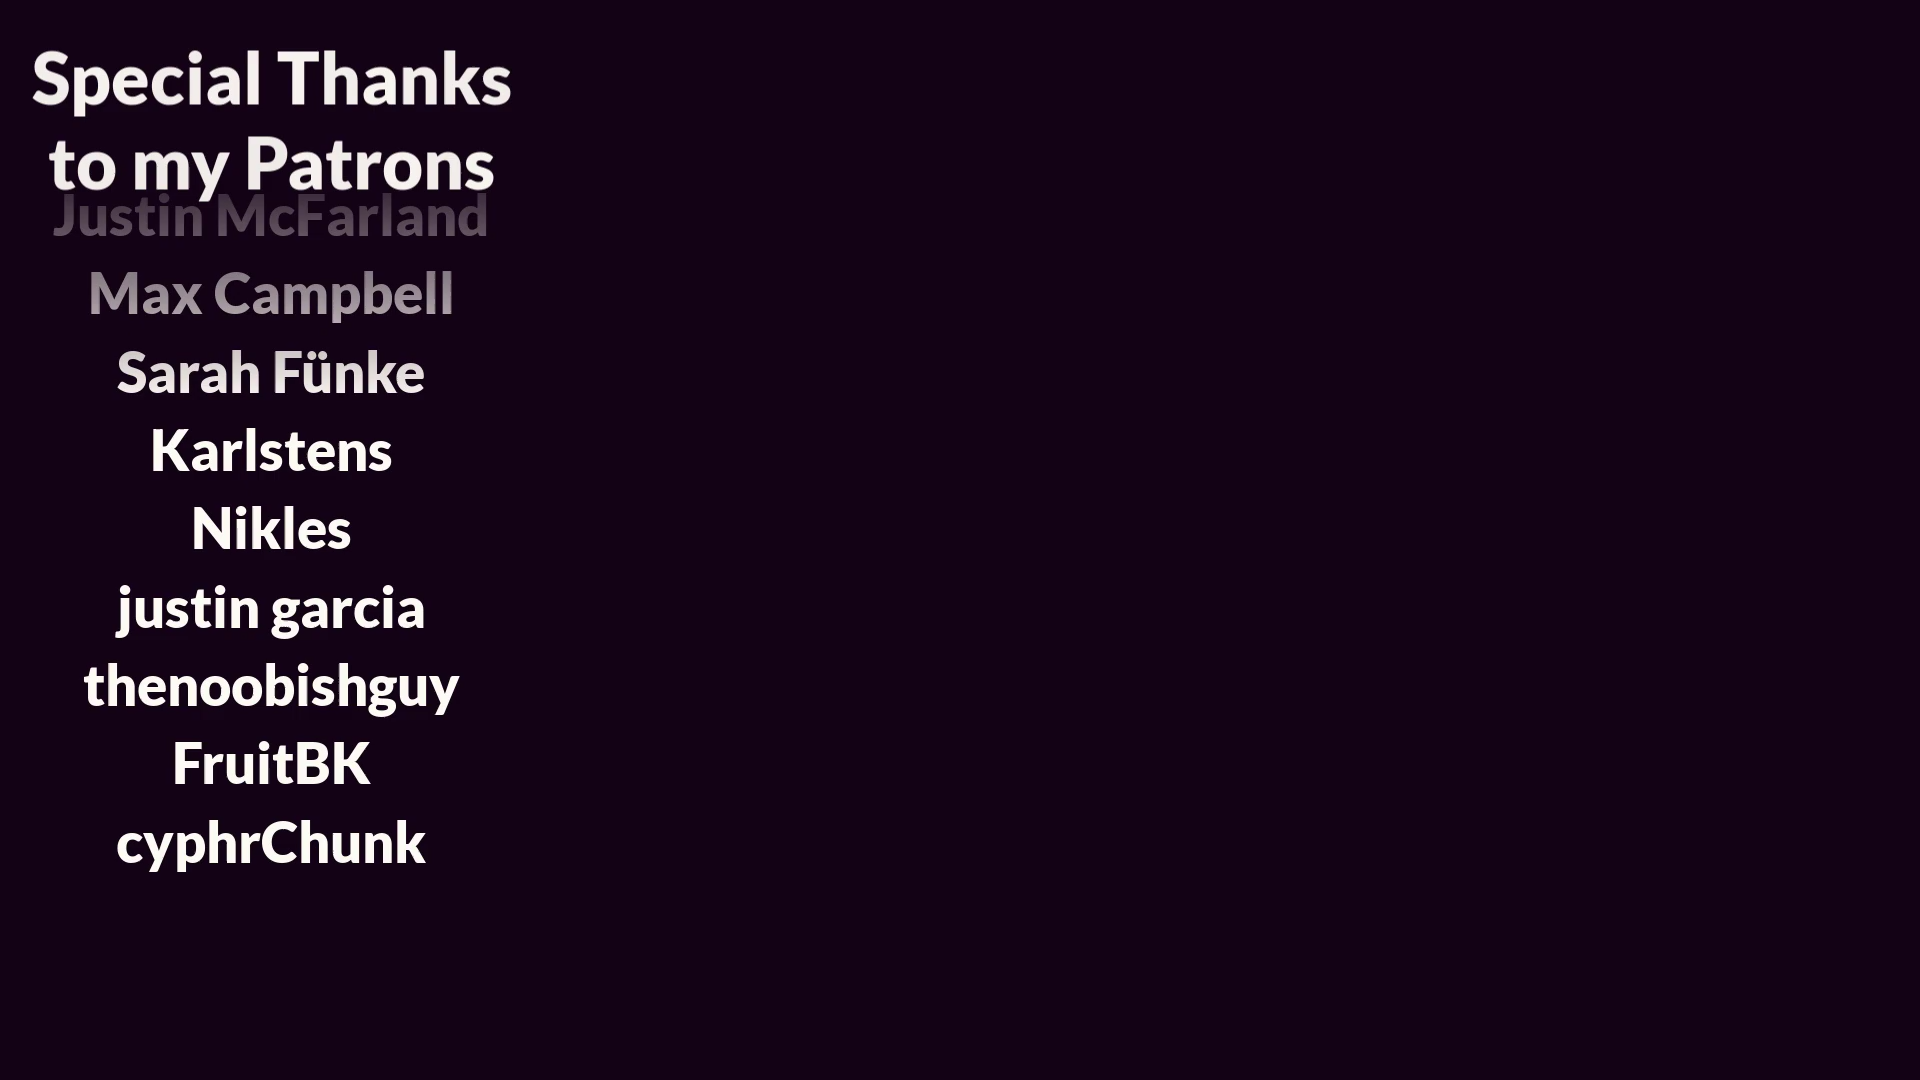 Special Thanks
to my Patrons
Justin McFarland
Max Campbell
Sarah Fünke
Karlstens
Nikles
justin garcia
thenoobishguy
FruitBK
cyphrChunk